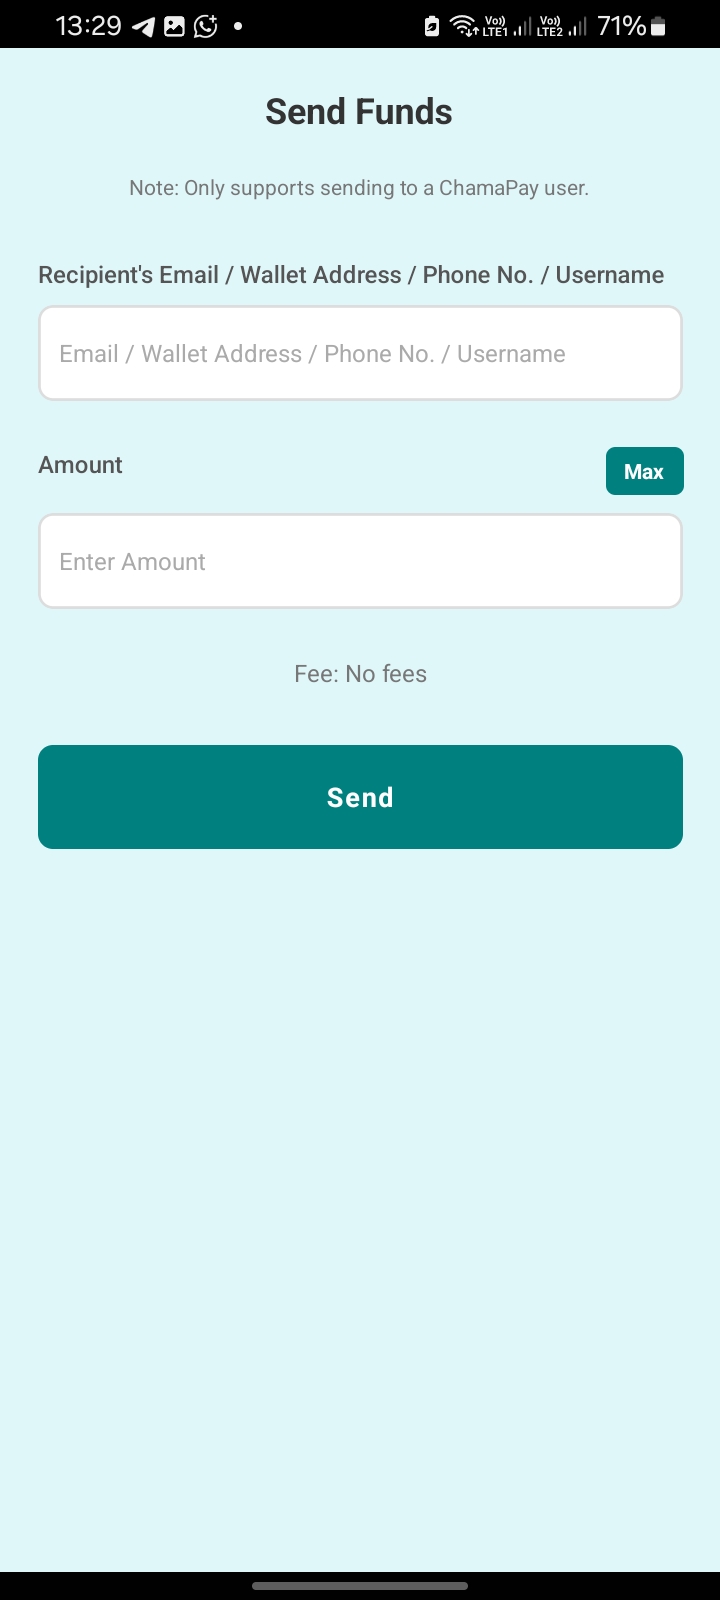 13:29
Vo)) LTE1 Vo)) LTE2 71%
Send Funds
Note: Only supports sending to a ChamaPay user.
Recipient's Email / Wallet Address / Phone No. / Username
Email / Wallet Address / Phone No. / Username
Amount
Max
Enter Amount
Fee: No fees
Send